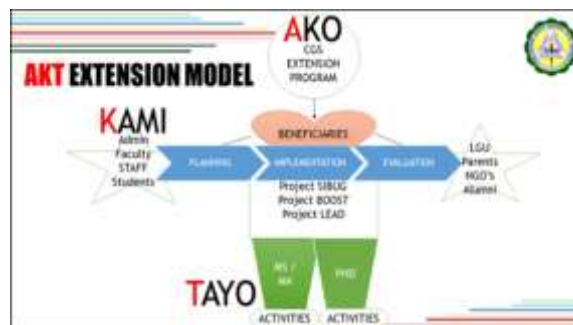 AKO
CGS
EXTENSION
PROGRAM
AKT EXTENSION MODEL
KAMI
Admin
Faculty
STAFF
Students
BENEFICIARIES
PLANNING
IMPLEMENTATION
EVALUATION
LGU
Parents
NGO'S
Alumni
Project SIBUG
Project BOOST
Project LEAD
MS /
MA
PHD
TAYO
ACTIVITIES
ACTIVITIES